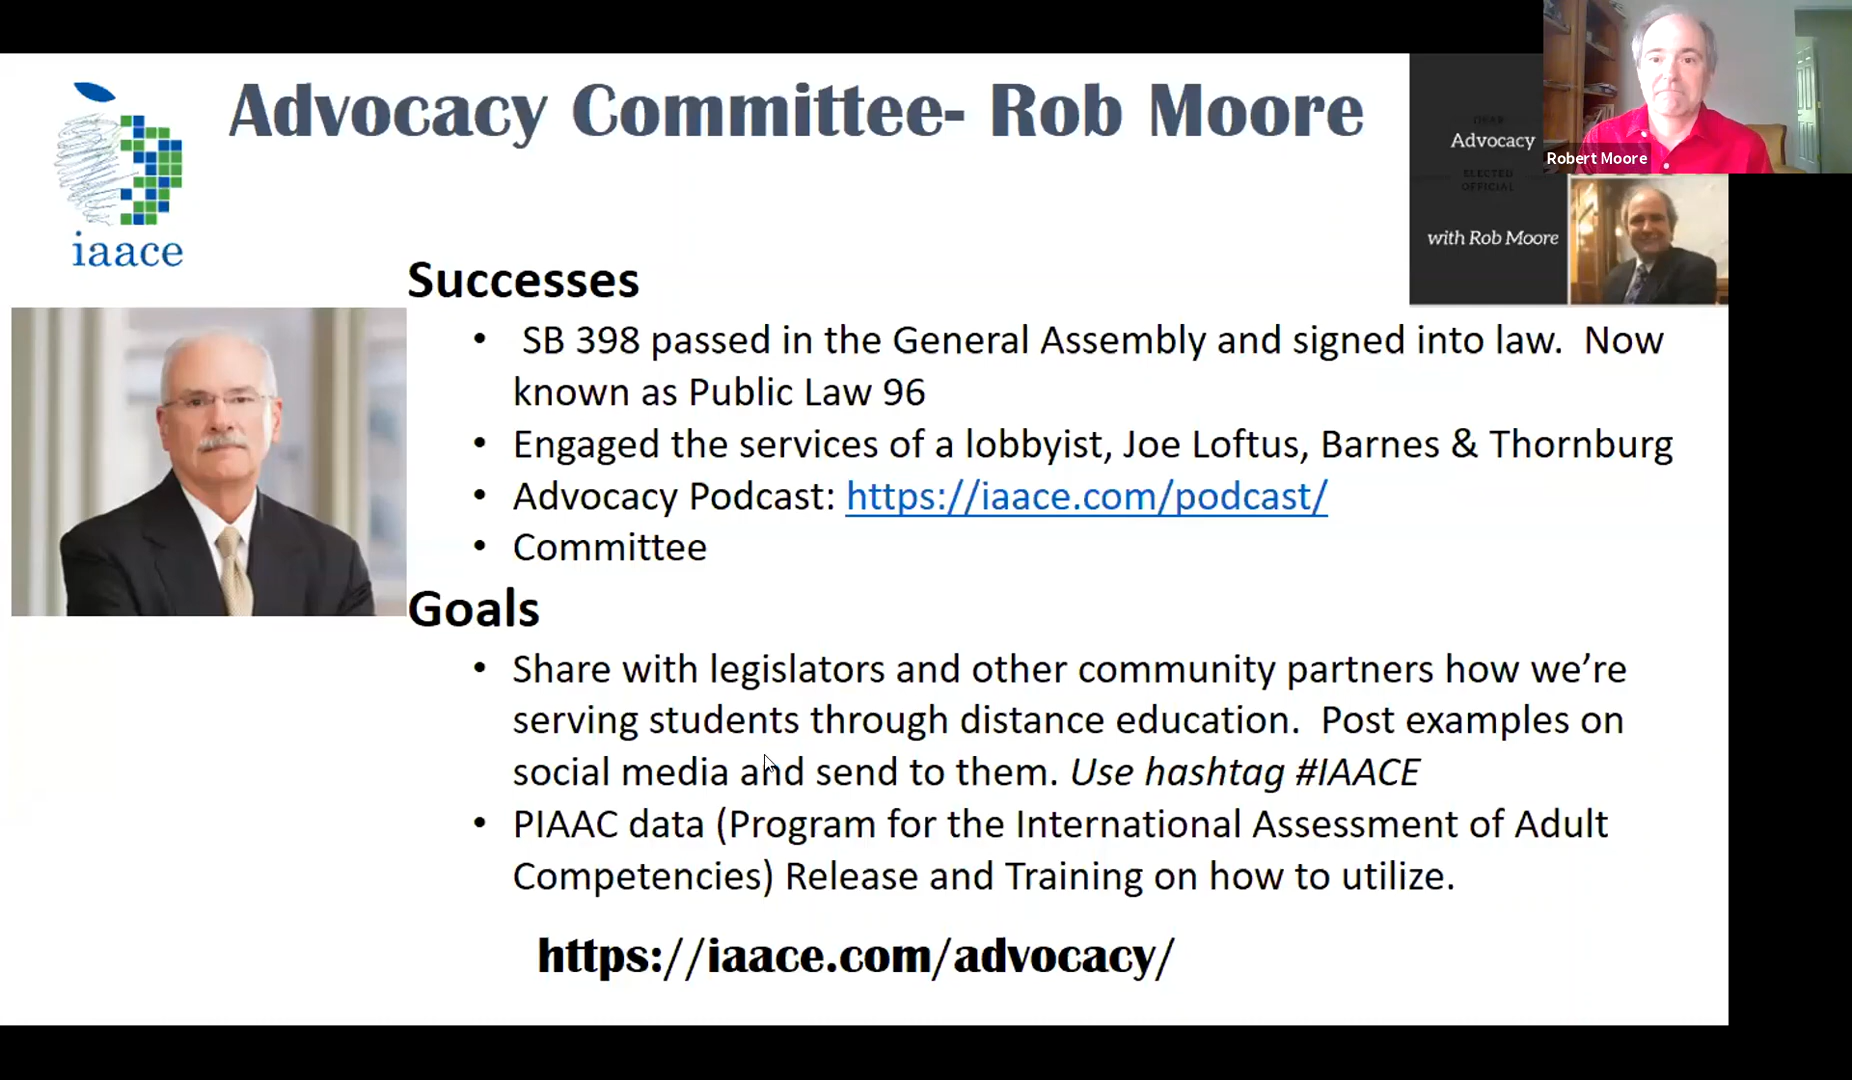 Advocacy Committee- Rob Moore
iaace
Advocacy
SELECTED
OFFICIAL
with Rob Moore
Robert Moore
Successes
• SB 398 passed in the General Assembly and signed into law. Now
known as Public Law 96
• Engaged the services of a lobbyist, Joe Loftus, Barnes & Thornburg
• Advocacy Podcast: https://iaace.com/podcast/
• Committee
Goals
• Share with legislators and other community partners how we’re
serving students through distance education. Post examples on
social media and send to them. Use hashtag #IAACE
• PIAAC data (Program for the International Assessment of Adult
Competencies) Release and Training on how to utilize.
https://iaace.com/advocacy/